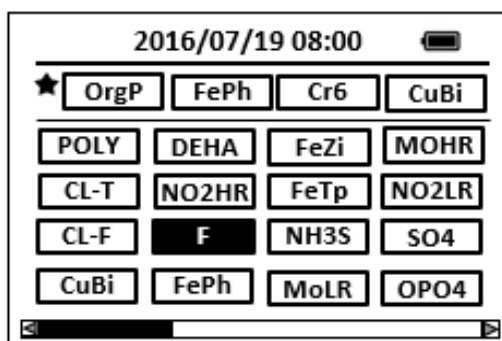 2016/07/19 08:00
OrgP FePh Cr6 CuBi
POLY DEHA FeZi MOHR
CL-T NO2HR FeTp NO2LR
CL-F F NH3S SO4
CuBi FePh MoLR OPO4